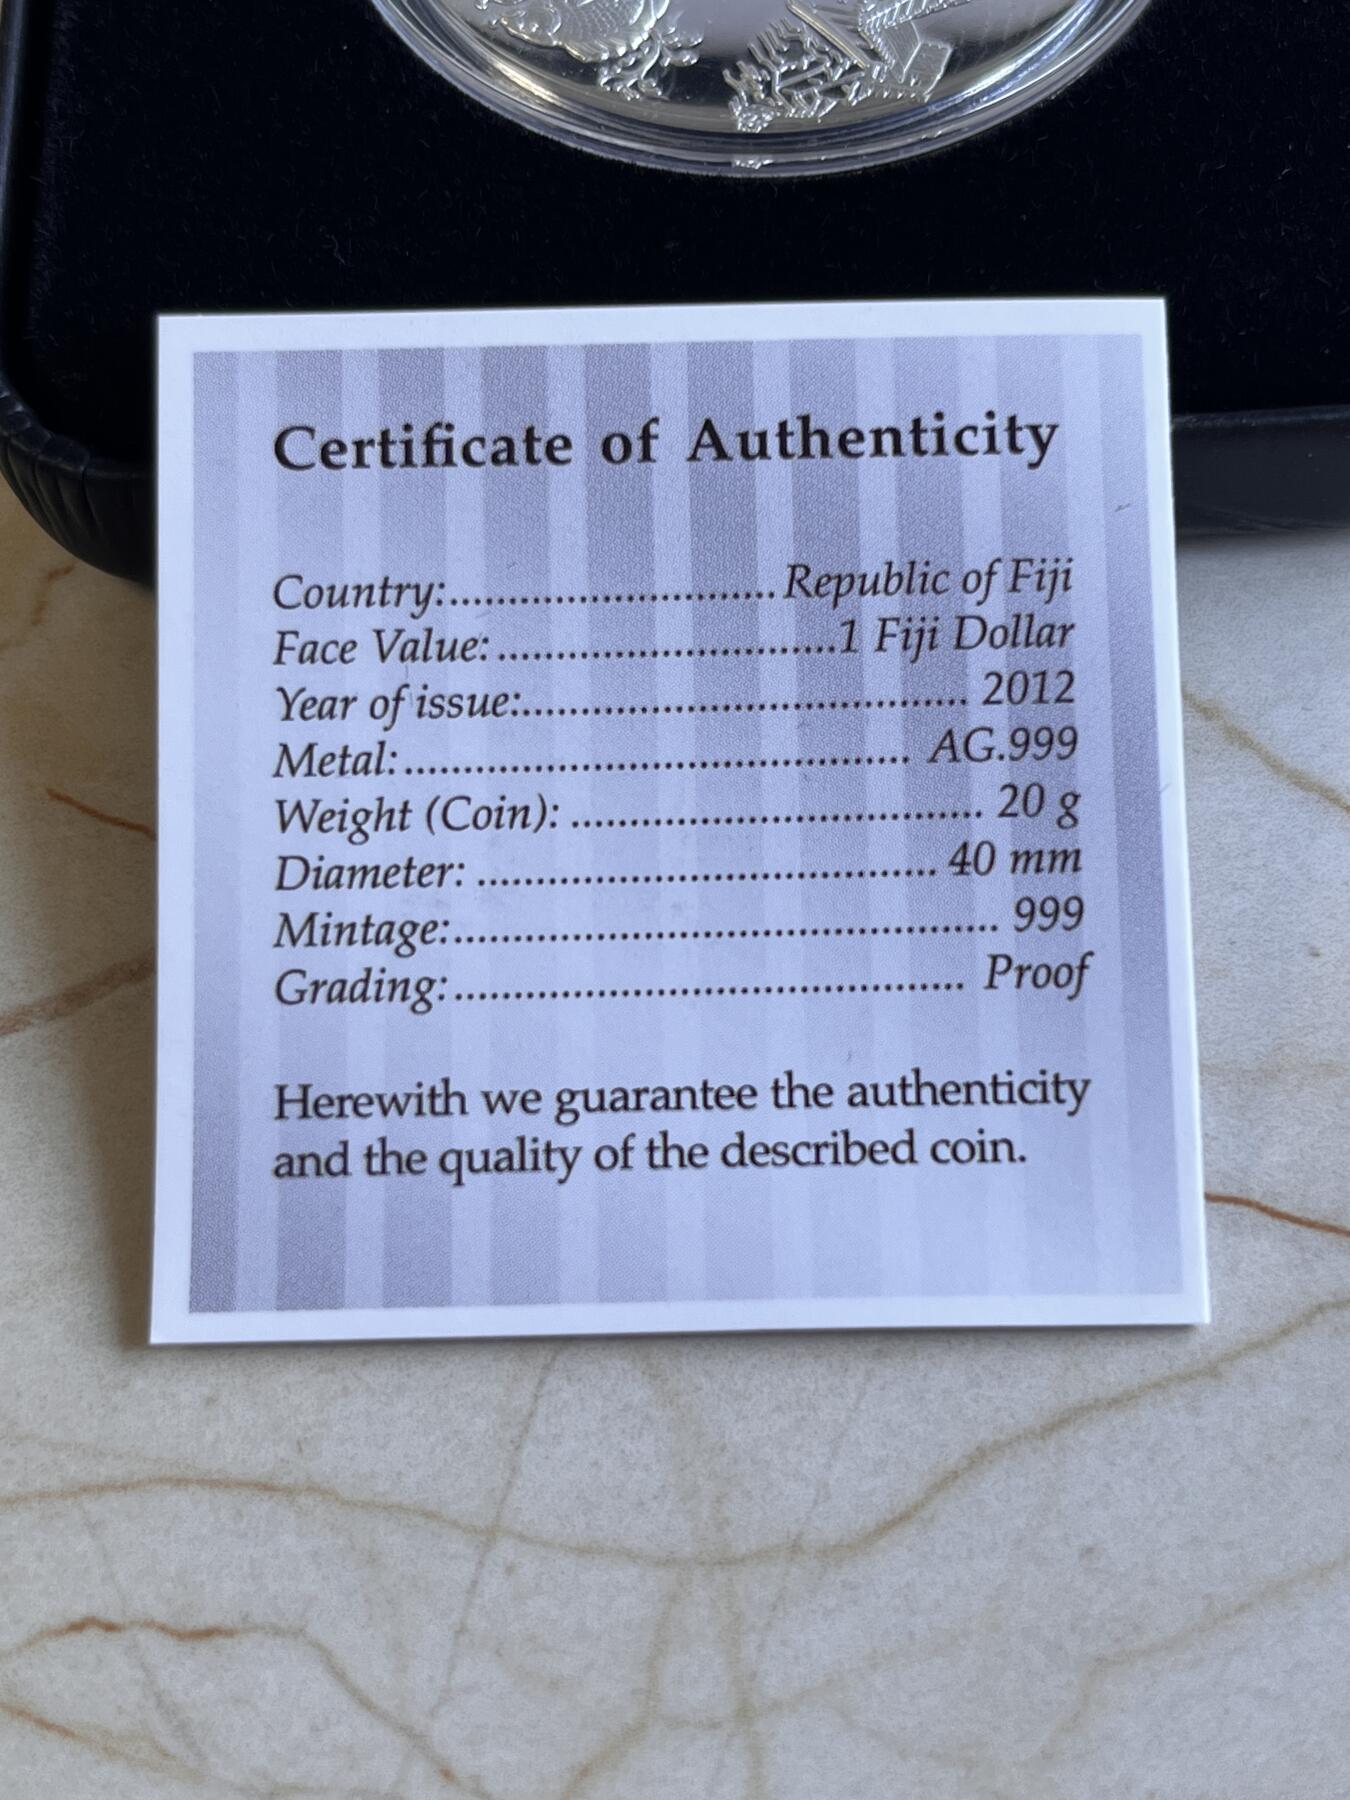 Certificate of Authenticity
Country:............................Republic of Fiji
Face Value:.............................1 Fiji Dollar
Year of issue:...................................... 2012
Metal:........................................... AG.999
Weight (Coin): ................................... 20 g
Diameter: ....................................... 40 mm
Mintage:.............................................. 999
Grading:........................................... Proof
Herewith we guarantee the authenticity
and the quality of the described coin.